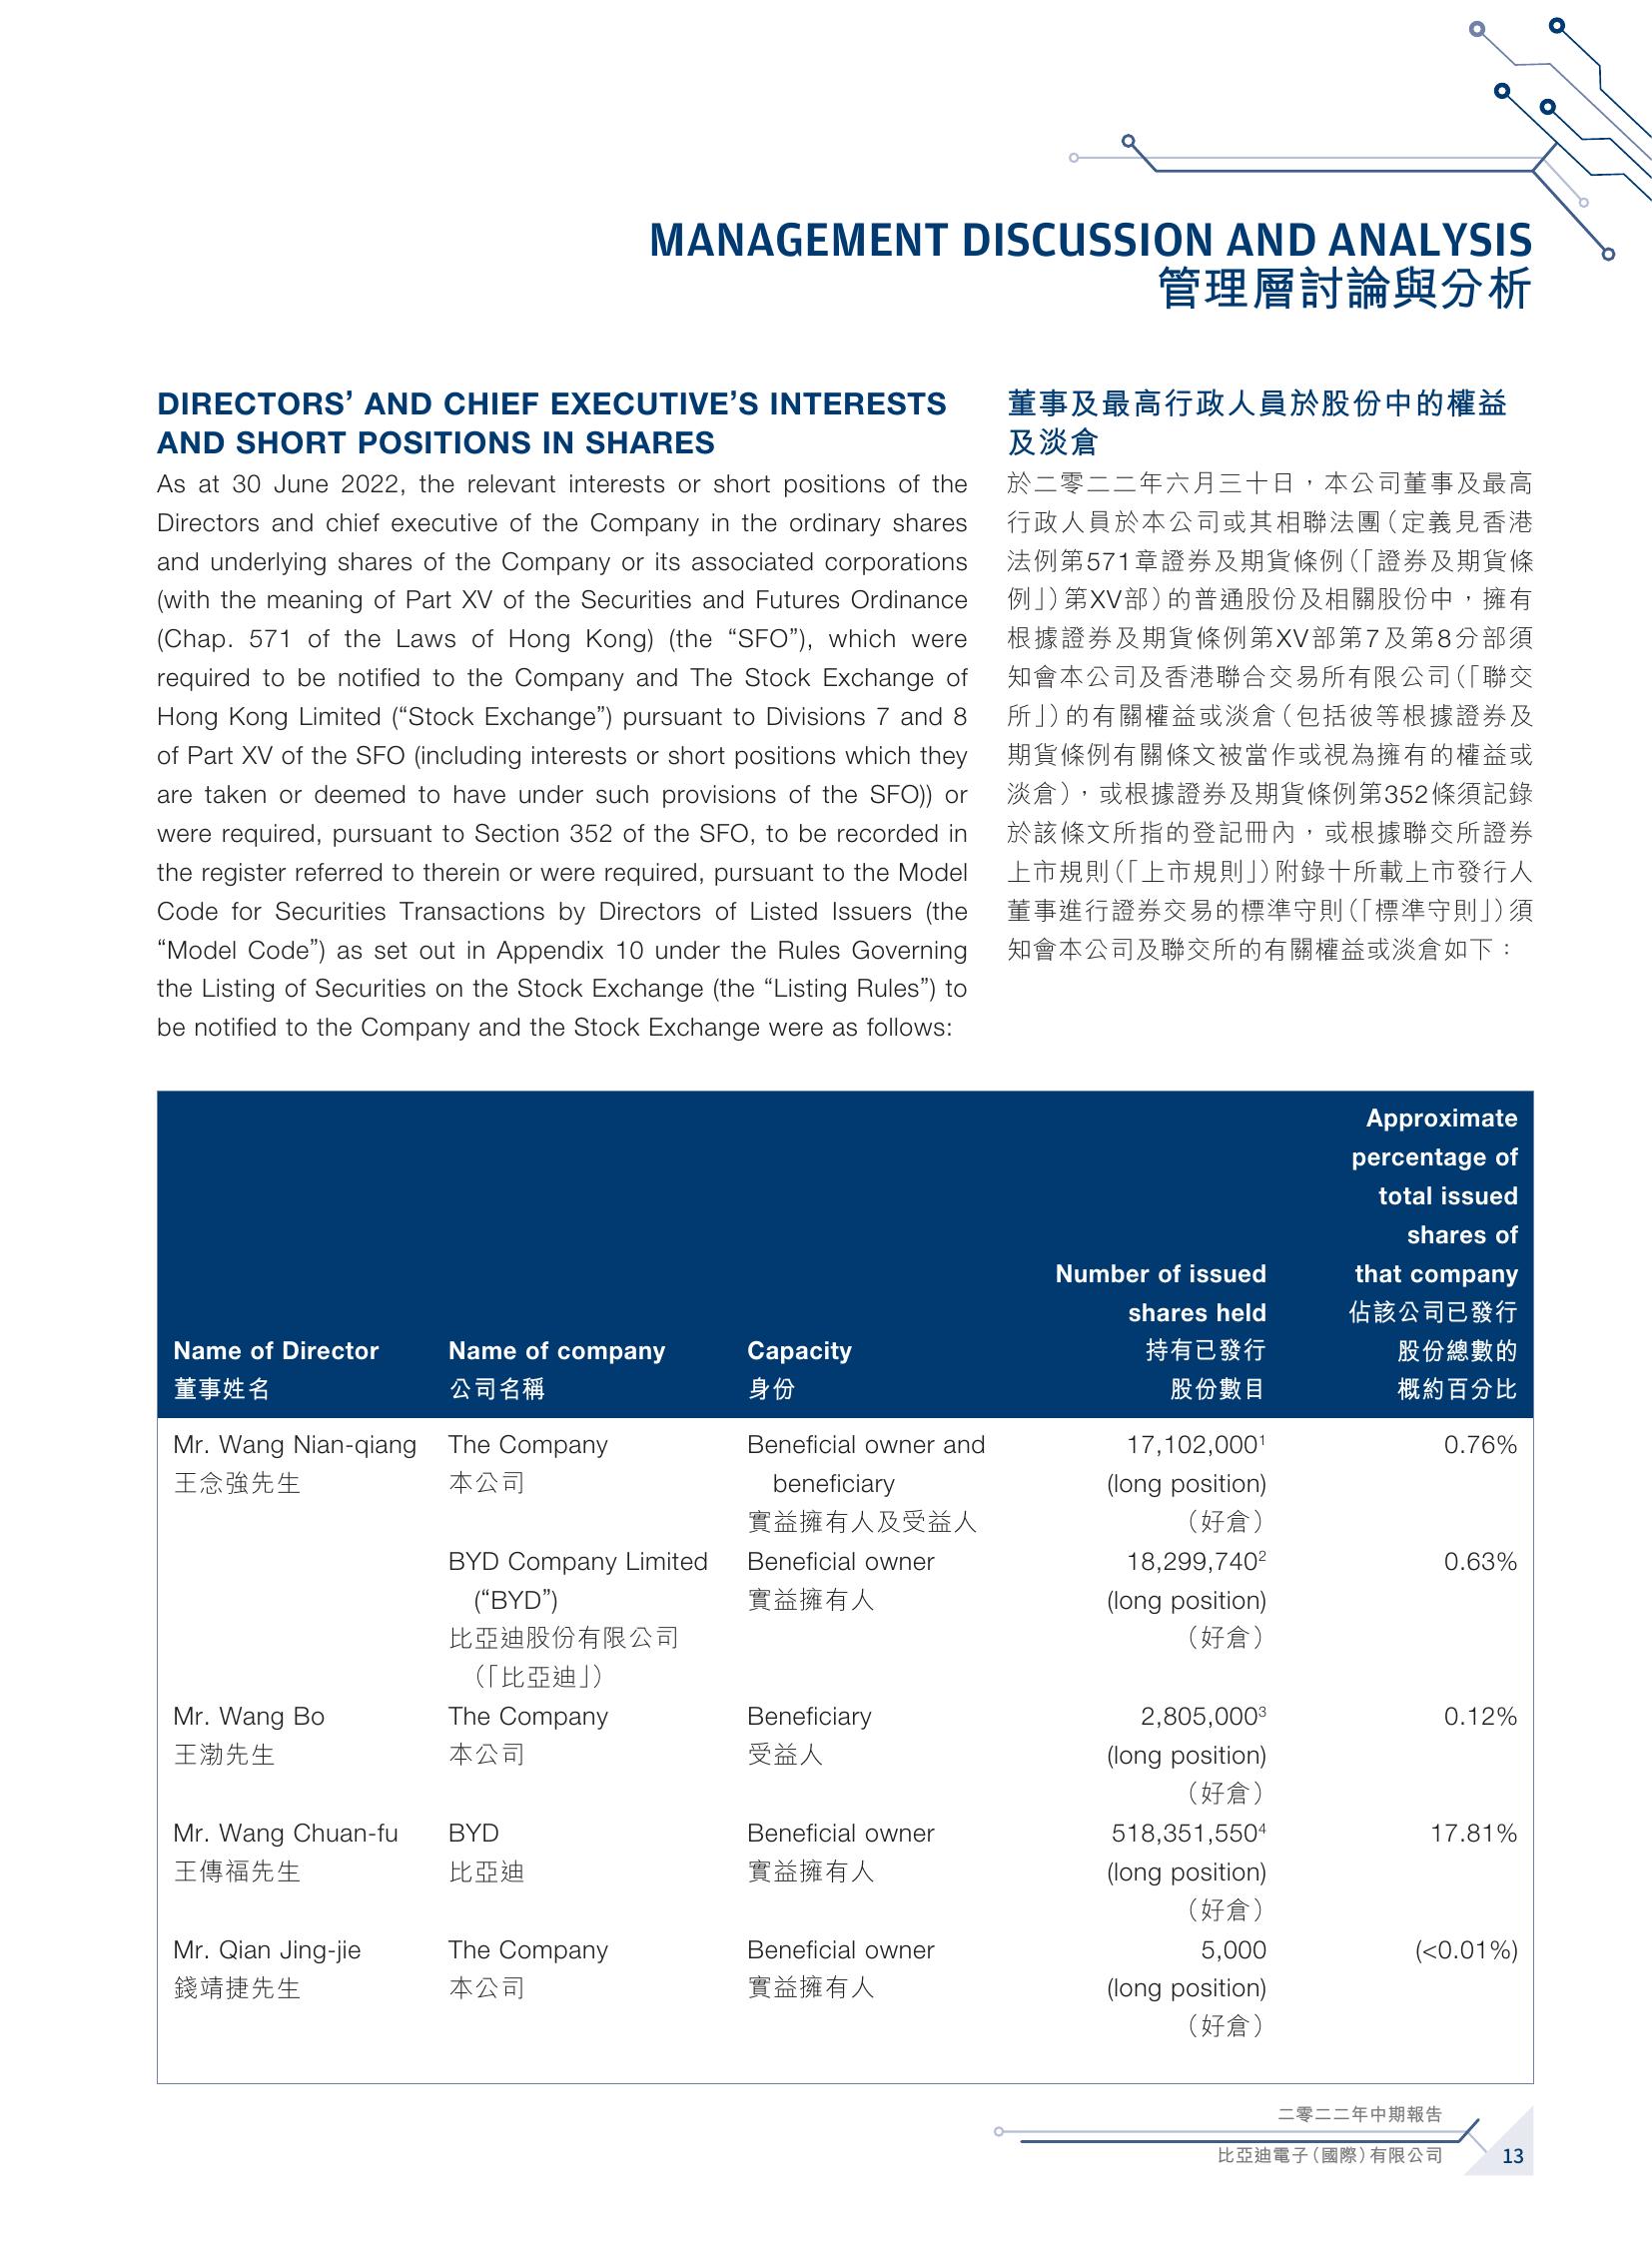 MANAGEMENT DISCUSSION AND ANALYSIS
管理層討論與分析
DIRECTORS’ AND CHIEF EXECUTIVE’S INTERESTS
AND SHORT POSITIONS IN SHARES
As at 30 June 2022, the relevant interests or short positions of the
Directors and chief executive of the Company in the ordinary shares
and underlying shares of the Company or its associated corporations
(with the meaning of Part XV of the Securities and Futures Ordinance
(Chap. 571 of the Laws of Hong Kong) (the “SFO”), which were
required to be notified to the Company and The Stock Exchange of
Hong Kong Limited (“Stock Exchange”) pursuant to Divisions 7 and 8
of Part XV of the SFO (including interests or short positions which they
are taken or deemed to have under such provisions of the SFO)) or
were required, pursuant to Section 352 of the SFO, to be recorded in
the register referred to therein or were required, pursuant to the Model
Code for Securities Transactions by Directors of Listed Issuers (the
“Model Code”) as set out in Appendix 10 under the Rules Governing
the Listing of Securities on the Stock Exchange (the “Listing Rules”) to
be notified to the Company and the Stock Exchange were as follows:
董事及最高行政人員於股份中的權益
及淡倉
於二零二二年六月三十日，本公司董事及最高
行政人員於本公司或其相聯法團（定義見香港
法例第571章證券及期貨條例（「證券及期貨條
例」）第XV部）的普通股份及相關股份中，擁有
根據證券及期貨條例第XV部第7及第8分部須
知會本公司及香港聯合交易所有限公司（「聯交
所」）的有關權益或淡倉（包括彼等根據證券及
期貨條例有關條文被當作或視為擁有的權益或
淡倉），或根據證券及期貨條例第352條須記錄
於該條文所指的登記冊內，或根據聯交所證券
上市規則（「上市規則」）附錄十所載上市發行人
董事進行證券交易的標準守則（「標準守則」）須
知會本公司及聯交所的有關權益或淡倉如下：
Approximate
percentage of
total issued
shares of
Number of issued that company
shares held 佔該公司已發行
Name of Director Name of company Capacity 持有已發行 股份總數的
董事姓名 公司名稱 身份 股份數目 概約百分比
Mr. Wang Nian-qiang The Company Beneficial owner and 17,102,000¹ 0.76%
王念強先生 本公司 beneficiary (long position)
實益擁有人及受益人 （好倉）
BYD Company Limited Beneficial owner 18,299,740² 0.63%
(“BYD”) 實益擁有人 (long position)
比亞迪股份有限公司 （好倉）
（「比亞迪」）
Mr. Wang Bo The Company Beneficiary 2,805,000³ 0.12%
王渤先生 本公司 受益人 (long position)
（好倉）
Mr. Wang Chuan-fu BYD Beneficial owner 518,351,550⁴ 17.81%
王傳福先生 比亞迪 實益擁有人 (long position)
（好倉）
Mr. Qian Jing-jie The Company Beneficial owner 5,000 (<0.01%)
錢靖捷先生 本公司 實益擁有人 (long position)
（好倉）
二零二二年中期報告
比亞迪電子（國際）有限公司 13